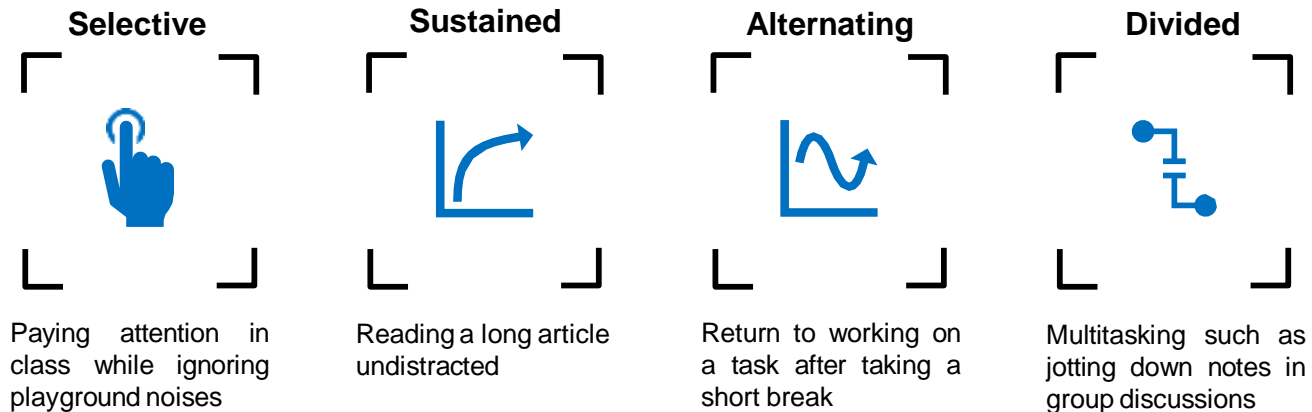 Selective
Sustained
Alternating
Divided
Paying attention in
class while ignoring
playground noises
Reading a long article
undistracted
Return to working on
a task after taking a
short break
Multitasking such as
jotting down notes in
group discussions